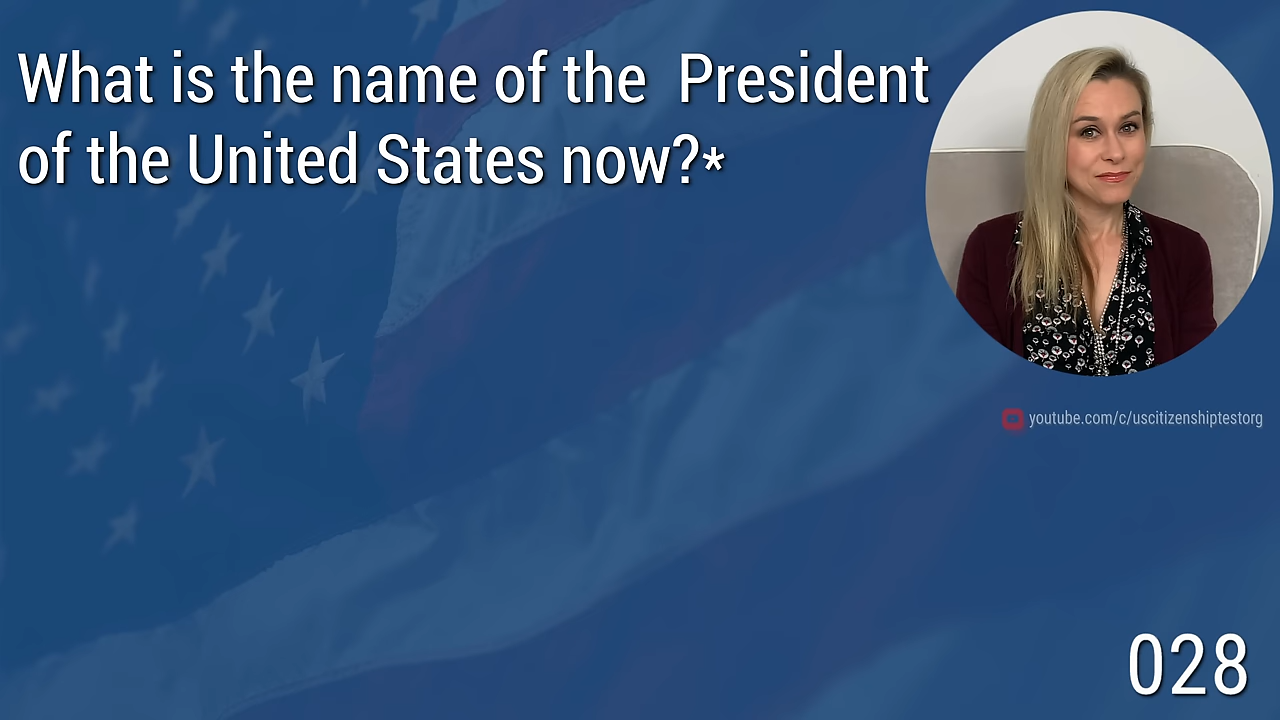 What is the name of the  President
of the United States now?*
youtube.com/c/uscitizenshiptestorg
028